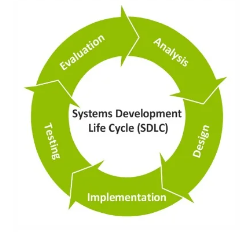 Systems Development
Life Cycle (SDLC)
Analysis
Design
Implementation
Testing
Evaluation